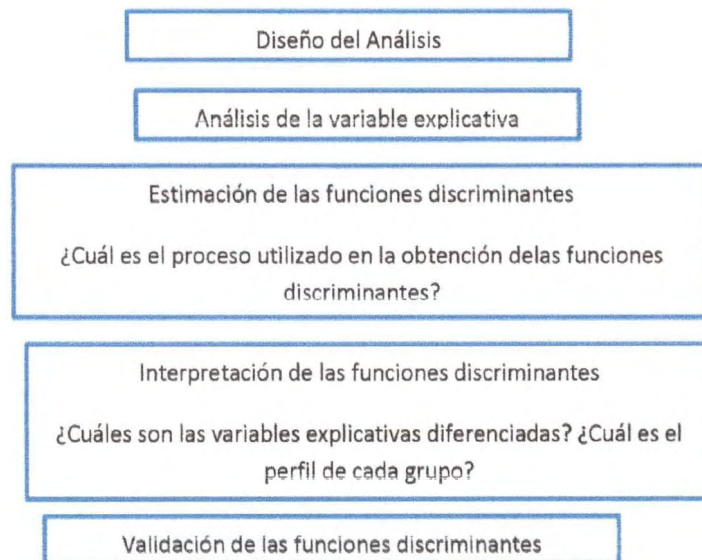 Diseño del Análisis
Análisis de la variable explicativa
Estimación de las funciones discriminantes
¿Cuál es el proceso utilizado en la obtención delas funciones
discriminantes?
Interpretación de las funciones discriminantes
¿Cuáles son las variables explicativas diferenciadas? ¿Cuál es el
perfil de cada grupo?
Validación de las funciones discriminantes